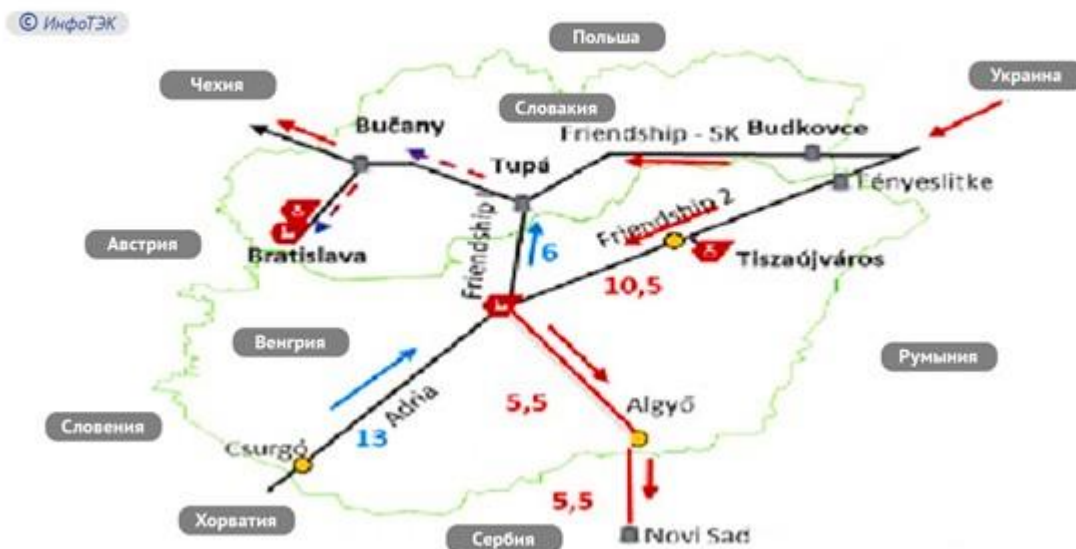 © ИнфоТЭК
Польша
Украина
Чехия
Словакия
Bučany
Friendship - SK
Budkovce
Tupá
Fényeslitke
Friendship 2
Австрия
Bratislava
Friendship 1
6
Tiszaújváros
10,5
Венгрия
Румыния
Adria
5,5
Algyő
Словения
13
Csurgó
5,5
Хорватия
Сербия
Novi Sad